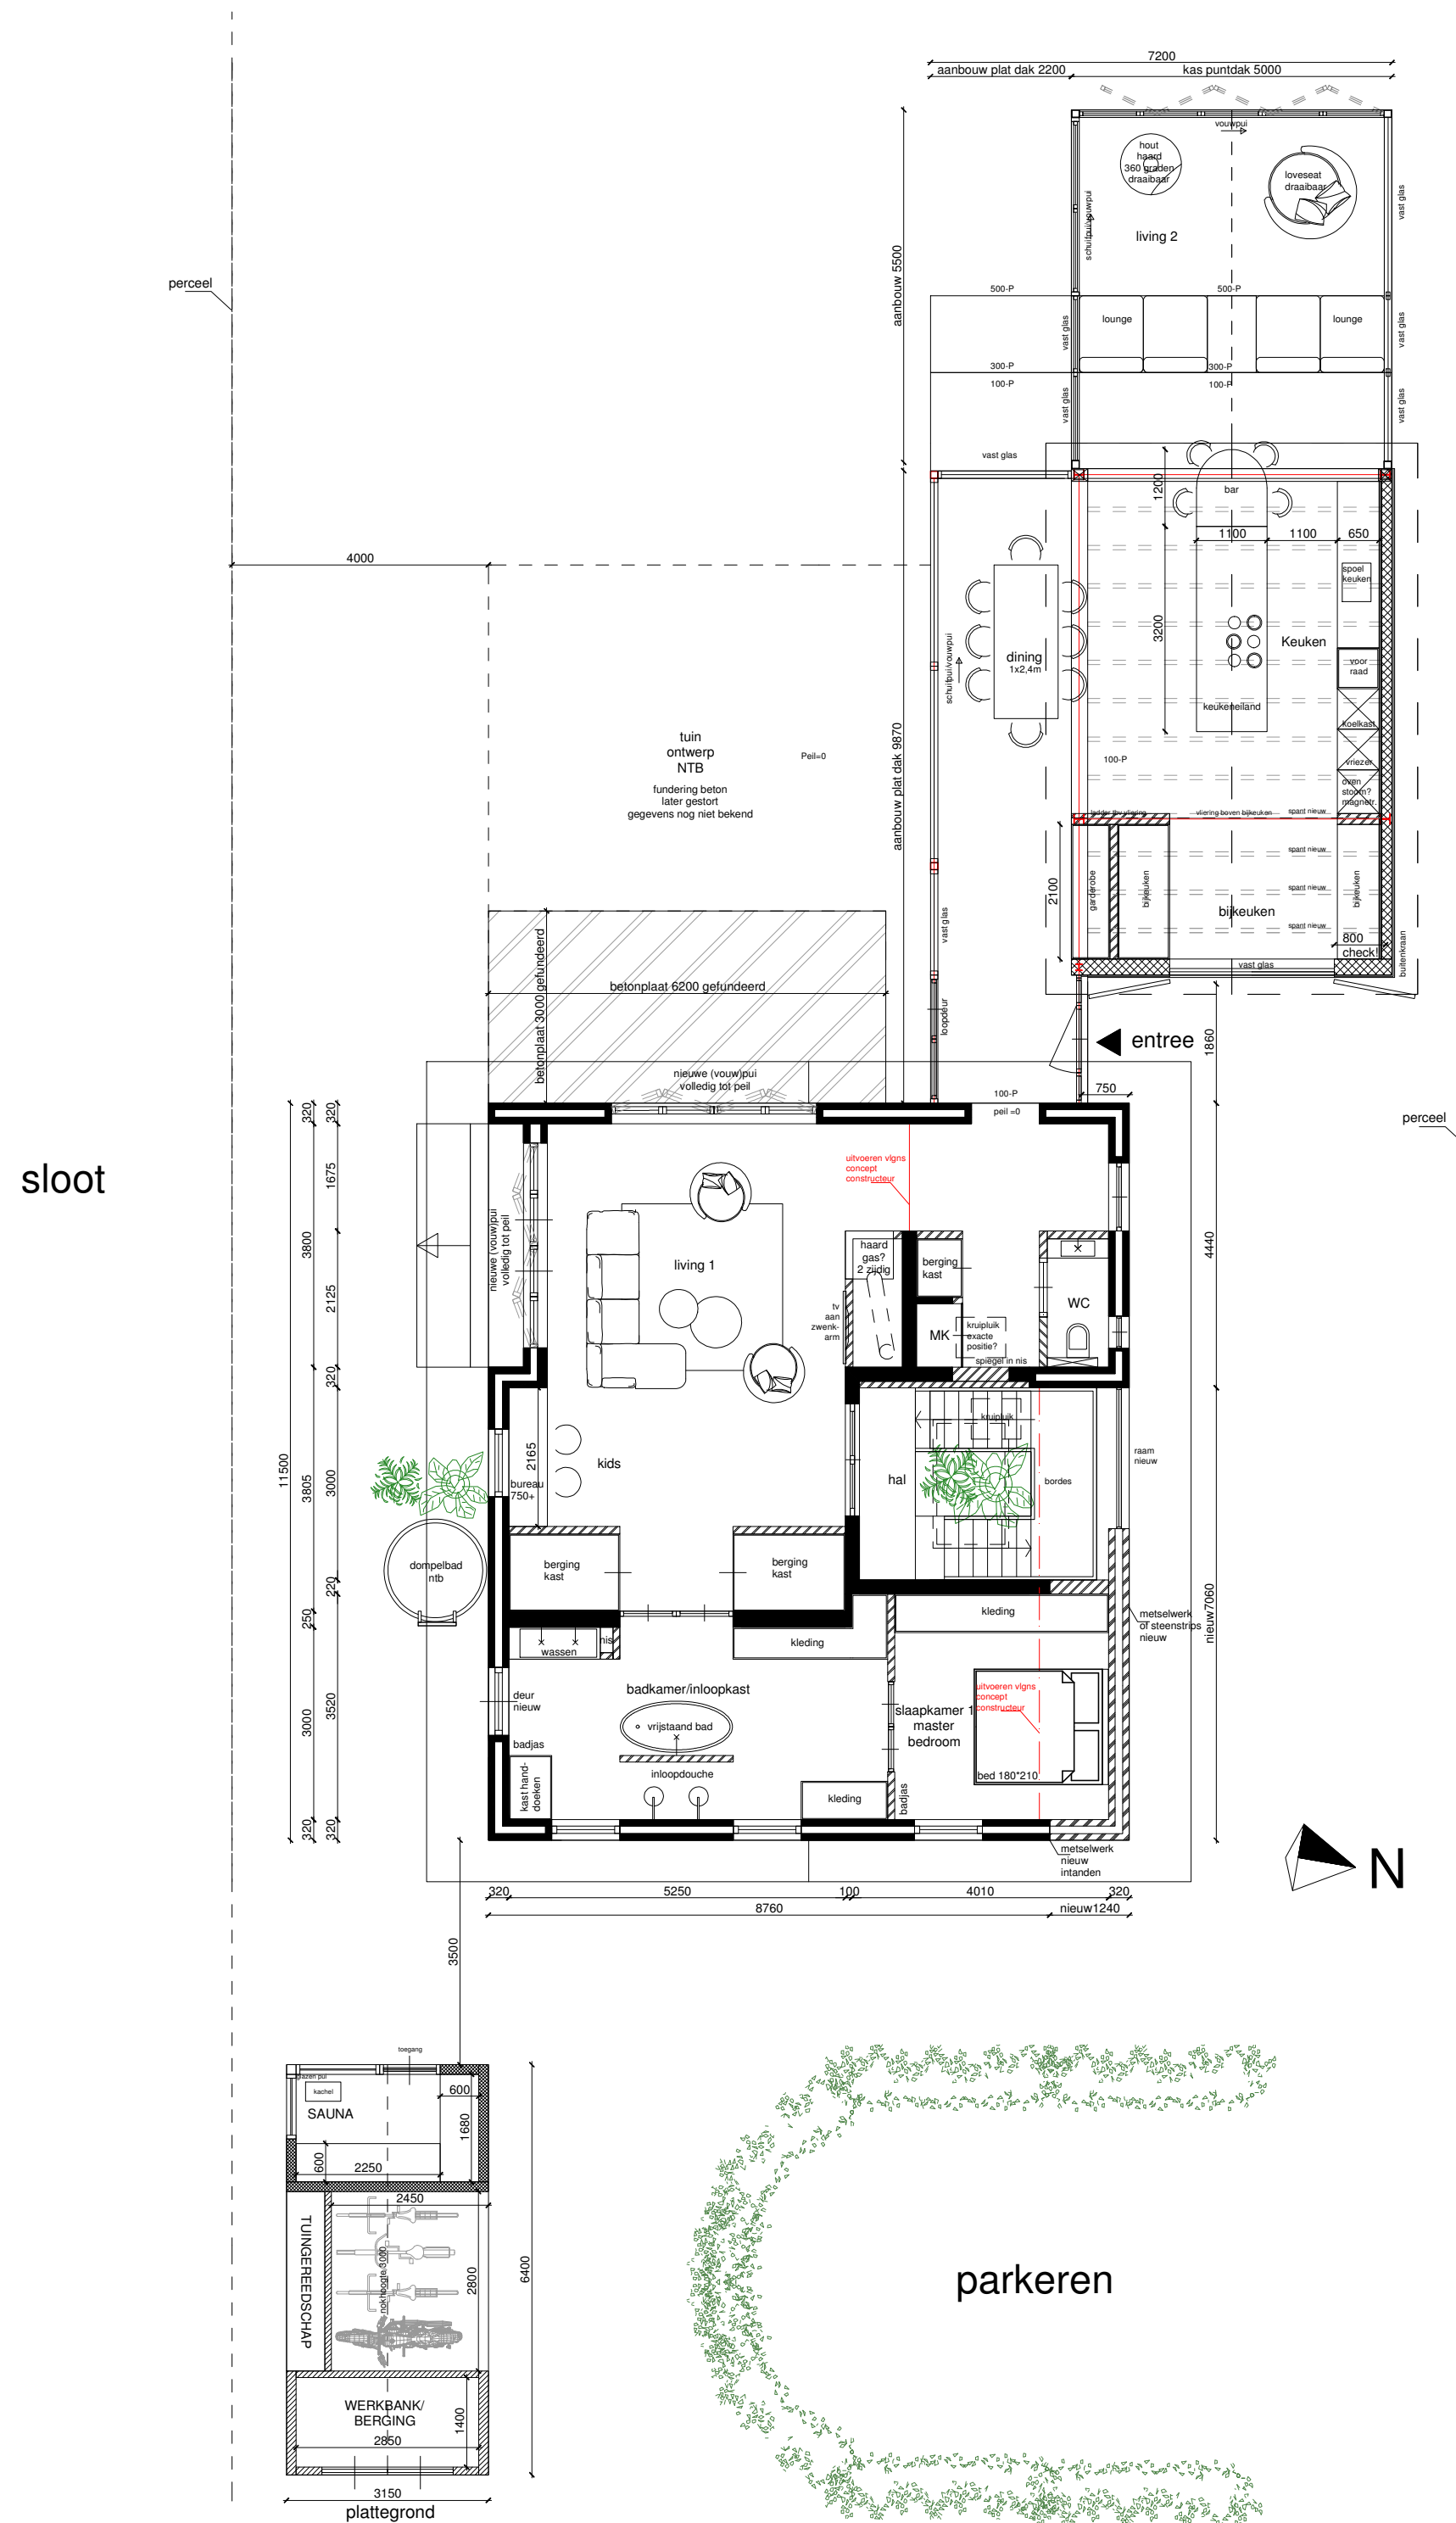 7200
aanbouw plat dak 2200
kas puntdak 5000
vouwpui
hout
haard
360 graden
draaibaar
loveseat
draaibaar
vast glas
schuifpui/vouwpui
living 2
aanbouw 5500
perceel
500-P
500-P
lounge
lounge
vast glas
vast glas
300-P
300-P
100-P
100-P
vast glas
vast glas
vast glas
bar
1200
1100
1100
650
4000
spoel
keuken
3200
Keuken
schuifpui/vouwpui
dining
1x2,4m
voor
raad
keukeneiland
koelkast
vriezer
oven
stoom?
magnetr.
tuin
ontwerp
NTB
Peil=0
fundering beton
later gestort
gegevens nog niet bekend
aanbouw plat dak 9870
100-P
ladder tbv vliering
vliering boven bijkeuken
spant nieuw
spant nieuw
spant nieuw
spant nieuw
2100
garderobe
bijkeuken
bijkeuken
bijkeuken
800
check!
vast glas
vast glas
buitenkraan
betonplaat 6200 gefundeerd
betonplaat 3000 gefundeerd
loopdeur
entree
1860
nieuwe (vouw)pui
volledig tot peil
100-P
750
peil =0
perceel
sloot
320
320
1675
3800
2125
320
11500
3805
3000
220
250
3000
3520
320
320
nieuwe (vouw)pui
volledig tot peil
uitvoeren vlgns
concept
constructeur
living 1
haard
gas?
2 zijdig
berging
kast
WC
4440
tv
aan
zwenk-
arm
MK
kruipluik
exacte
positie?
spiegel in nis
kruipluik
2165
bureau
750+
kids
hal
bordes
raam
nieuw
dompelbad
ntb
berging
kast
berging
kast
nieuw7060
metselwerk
of steenstrips
nieuw
kleding
nis
wassen
kleding
badkamer/inloopkast
deur
nieuw
vrijstaand bad
slaapkamer 1
master
bedroom
uitvoeren vlgns
concept
constructeur
badjas
inloopdouche
bed 180*210
kast hand-
doeken
kleding
badjas
metselwerk
nieuw
intanden
N
320
5250
100
4010
320
8760
nieuw1240
3500
toegang
glazen pui
kachel
600
SAUNA
1680
600
2250
2450
TUINGEREEDSCHAP
nokhoogte 3000
2800
6400
parkeren
WERKBANK/
BERGING
1400
2850
3150
plattegrond